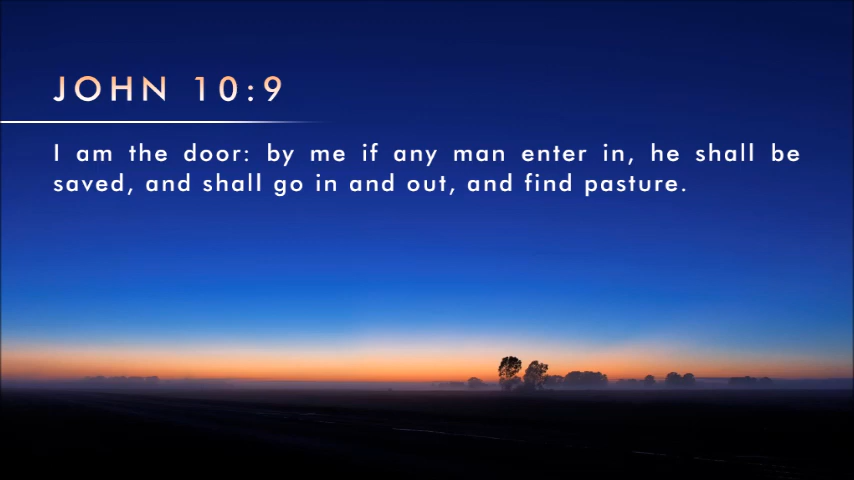 JOHN 10:9
I am the door: by me if any man enter in, he shall be
saved, and shall go in and out, and find pasture.